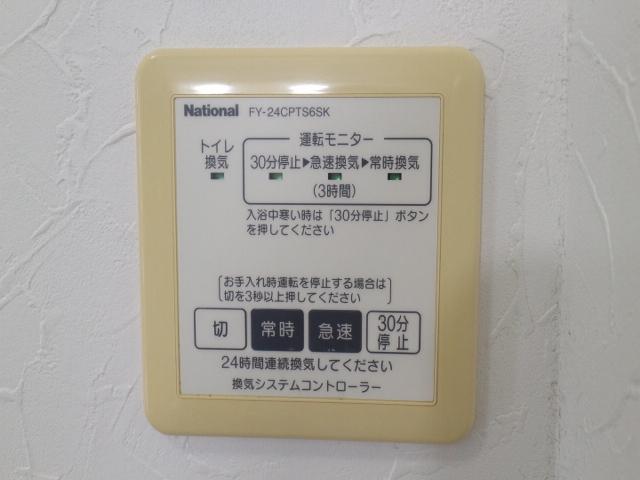 National FY-24CPTS6SK
トイレ
換気
運転モニター
30分停止▶急速換気▶常時換気
(3時間)
入浴中寒い時は「30分停止」ボタン
を押してください
お手入れ時運転を停止する場合は
切を3秒以上押してください
切 常時 急速 30分
停止
24時間連続換気してください
換気システムコントローラー